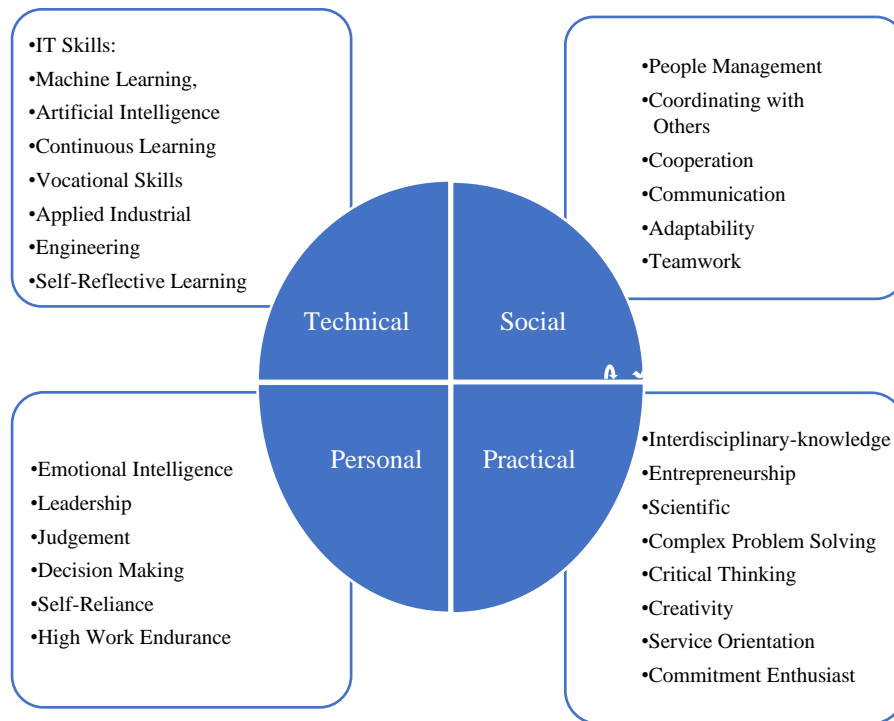 •IT Skills:
•Machine Learning,
•Artificial Intelligence
•Continuous Learning
•Vocational Skills
•Applied Industrial
•Engineering
•Self-Reflective Learning
•People Management
•Coordinating with
Others
•Cooperation
•Communication
•Adaptability
•Teamwork
Technical
Social
Personal
Practical
•Emotional Intelligence
•Leadership
•Judgement
•Decision Making
•Self-Reliance
•High Work Endurance
•Interdisciplinary-knowledge
•Entrepreneurship
•Scientific
•Complex Problem Solving
•Critical Thinking
•Creativity
•Service Orientation
•Commitment Enthusiast